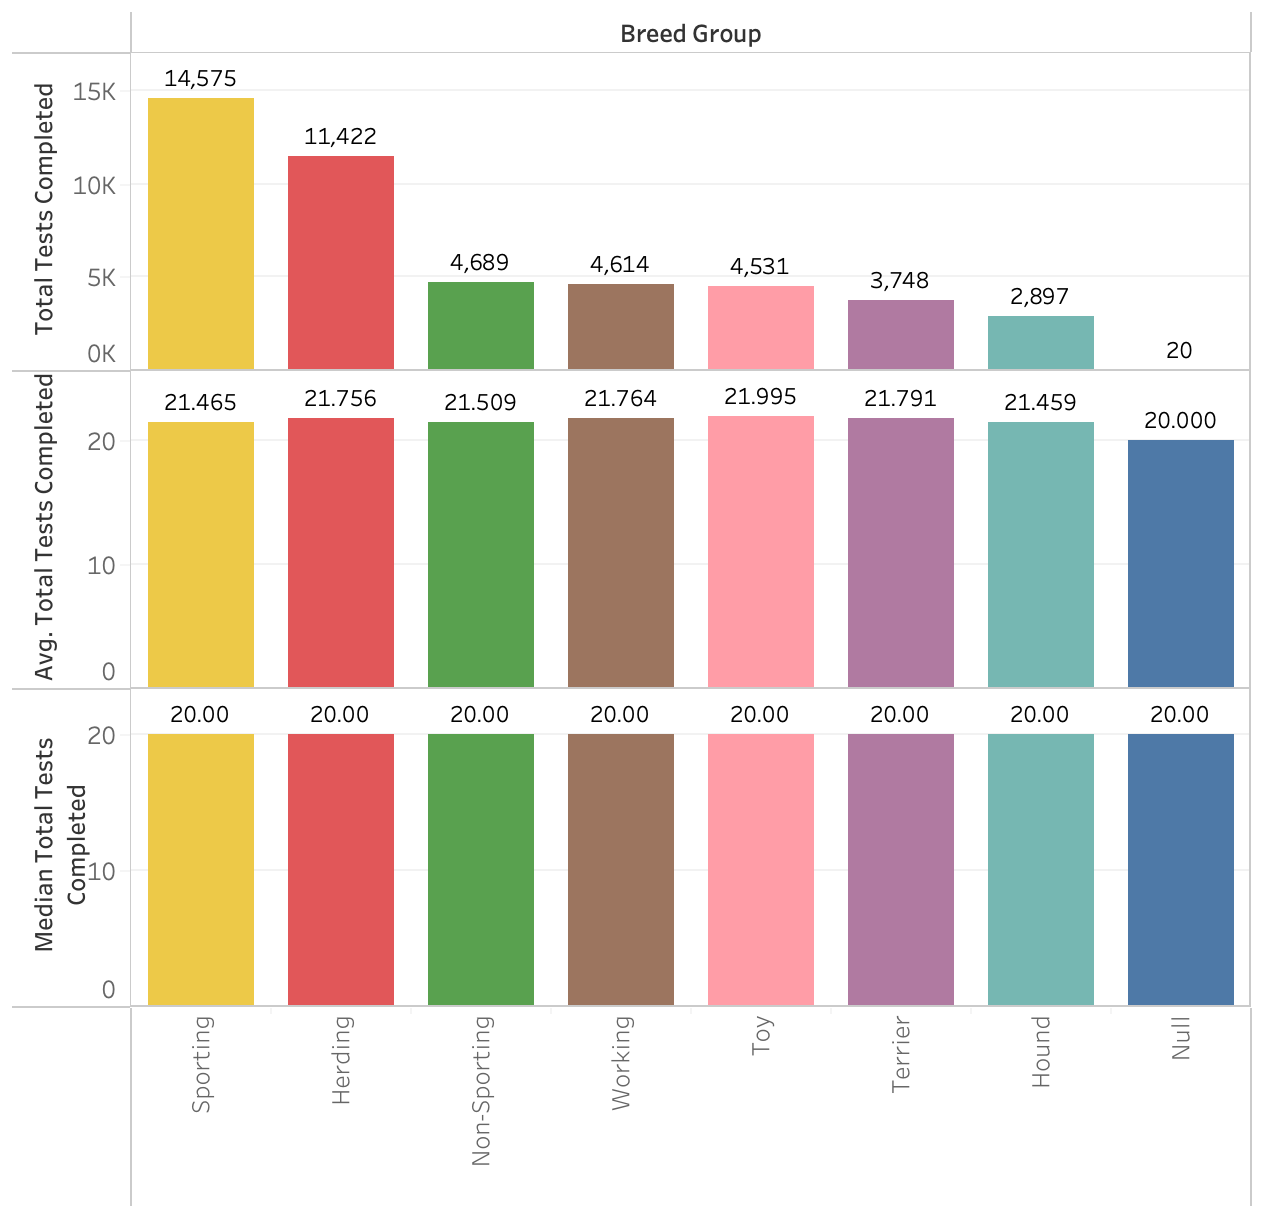 Breed Group
Total Tests Completed
15K
10K
5K
0K
14,575
11,422
4,689
4,614
4,531
3,748
2,897
20
Avg. Total Tests Completed
20
10
0
21.465
21.756
21.509
21.764
21.995
21.791
21.459
20.000
Median Total Tests
Completed
20
10
0
20.00
20.00
20.00
20.00
20.00
20.00
20.00
20.00
Sporting
Herding
Non-Sporting
Working
Toy
Terrier
Hound
Null